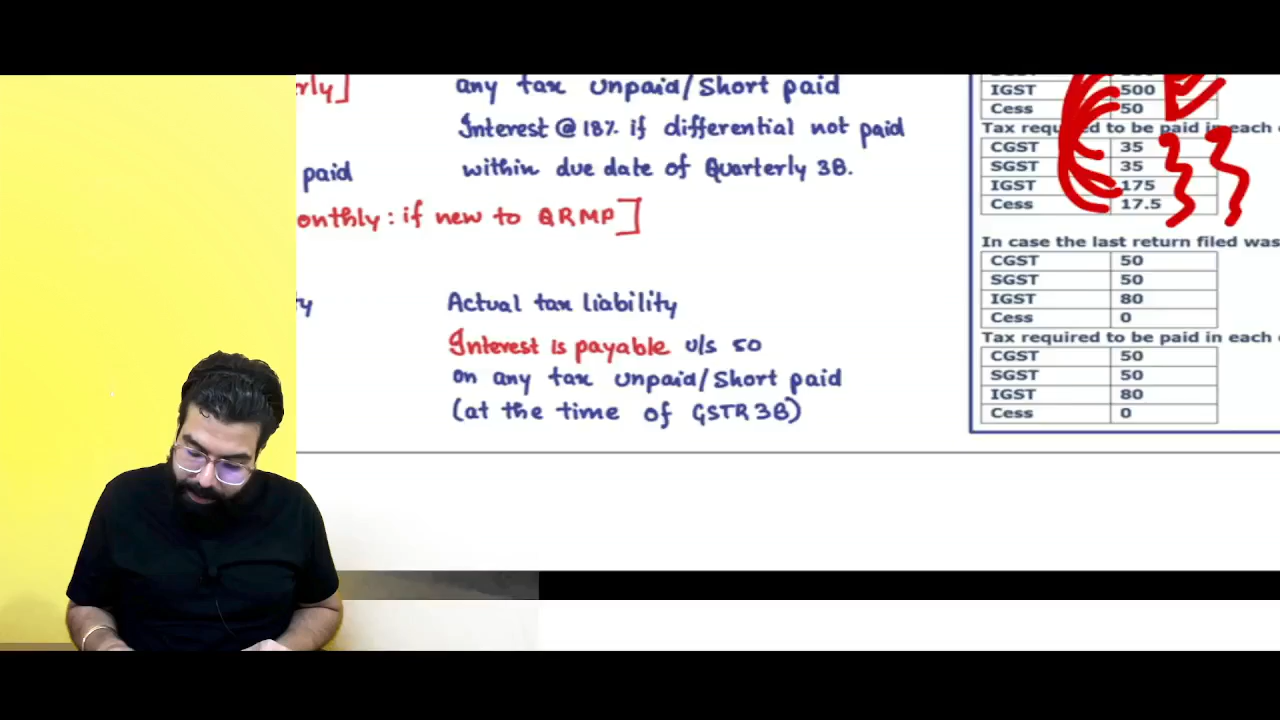 rly]
any tax Unpaid/Short paid
Interest @ 18% if differential not paid
paid
within due date of Quarterly 3B.
onthly: if new to QRMP]
ty
Actual tax liability
Interest is payable u/s 50
on any tax unpaid/Short paid
(at the time of GSTR 3B)
IGST 500
Cess 50
Tax required to be paid in each
CGST 35
SGST 35
IGST 175
Cess 17.5
In case the last return filed was
CGST 50
SGST 50
IGST 80
Cess 0
Tax required to be paid in each
CGST 50
SGST 50
IGST 80
Cess 0